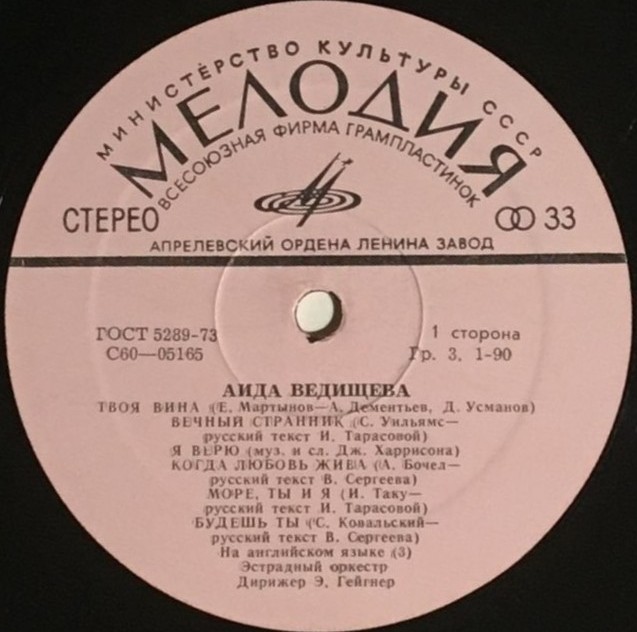 МИНИСТЕРСТВО КУЛЬТУРЫ СССР
МЕЛОДИЯ
ВСЕСОЮЗНАЯ ФИРМА ГРАМПЛАСТИНОК
СТЕРЕО
33
АПРЕЛЕВСКИЙ ОРДЕНА ЛЕНИНА ЗАВОД
ГОСТ 5289-73
1 сторона
С60—05165
Гр. 3. 1-90
АИДА ВЕДИЩЕВА
ТВОЯ ВИНА (Е. Мартынов—А. Дементьев, Д. Усманов)
ВЕЧНЫЙ СТРАННИК (С. Уильямс—
русский текст И. Тарасовой)
Я ВЕРЮ (муз. и сл. Дж. Харрисона)
КОГДА ЛЮБОВЬ ЖИВА (А. Бочел—
русский текст В. Сергеева)
МОРЕ, ТЫ И Я (И. Таку—
русский текст И. Тарасовой)
БУДЕШЬ ТЫ (С. Ковальский—
русский текст В. Сергеева)
На английском языке (3)
Эстрадный оркестр
Дирижер Э. Гейгнер